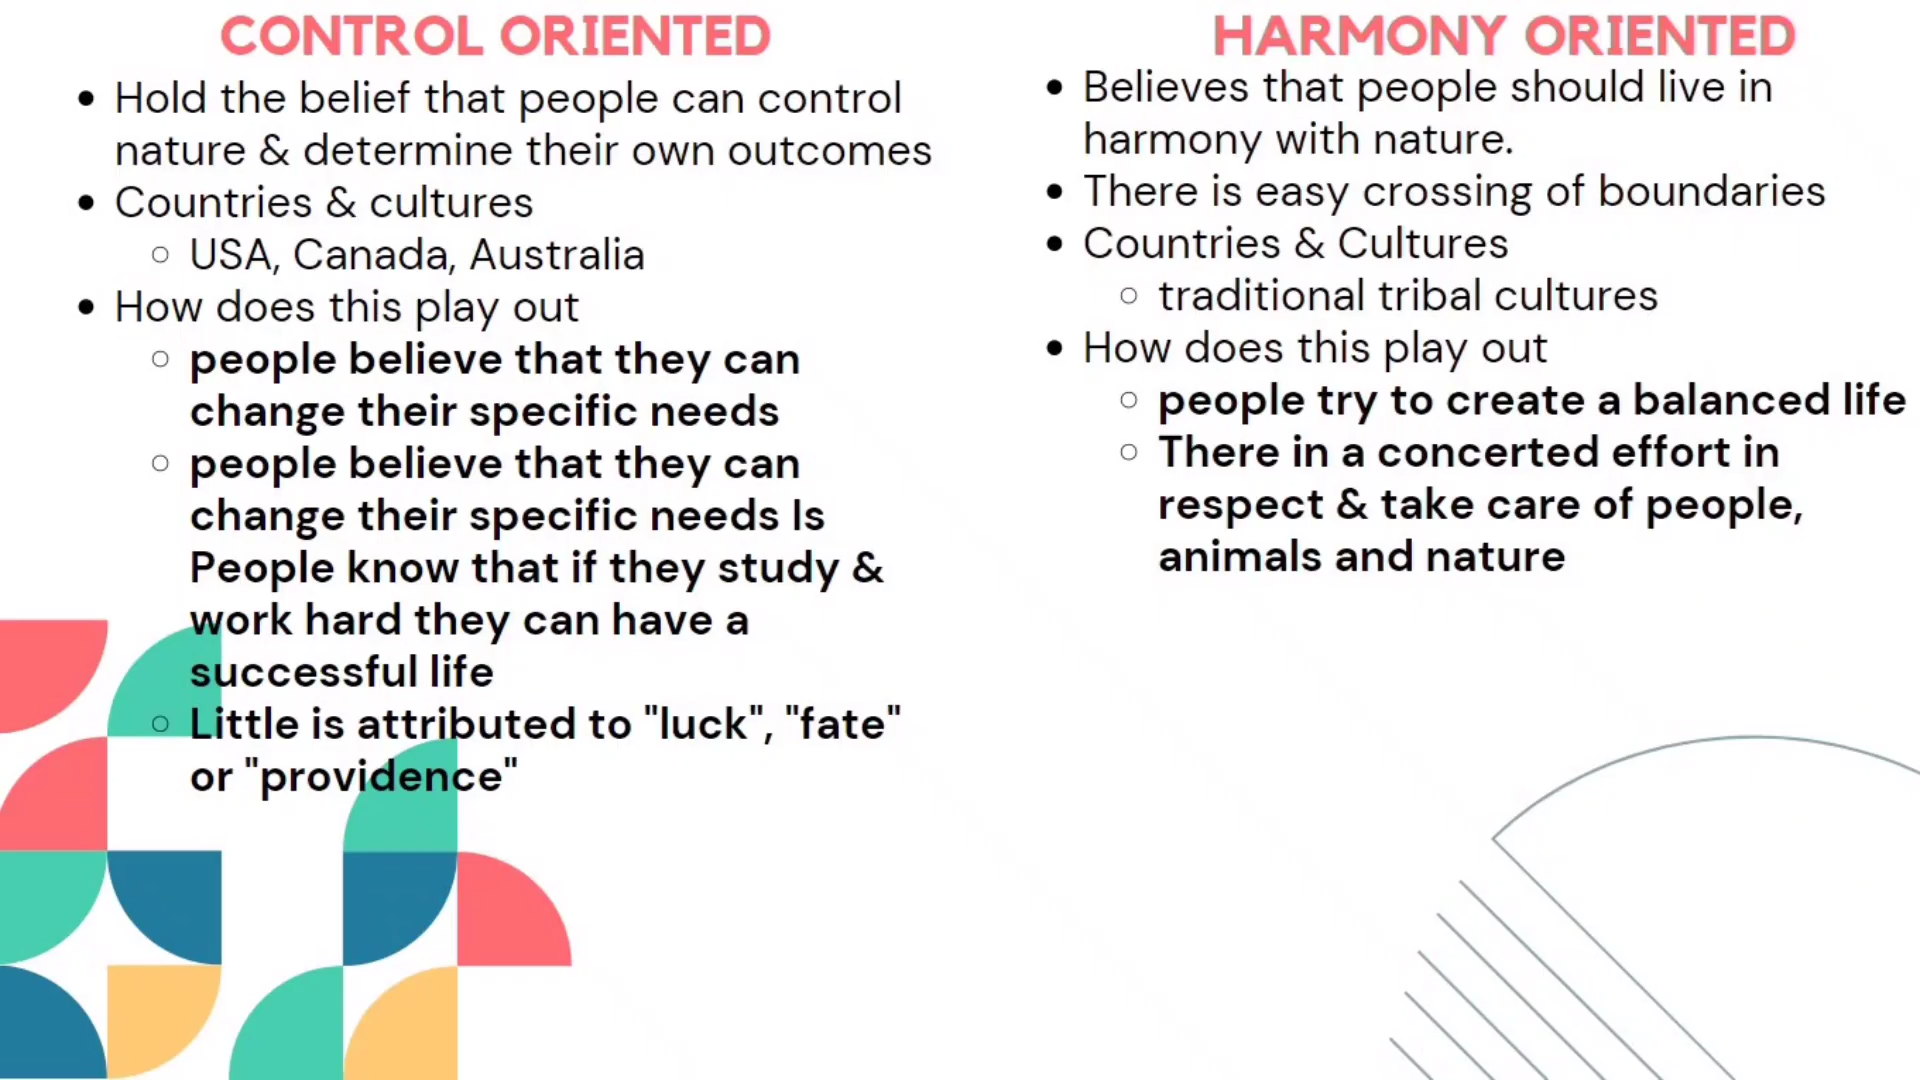 CONTROL ORIENTED
• Hold the belief that people can control
nature & determine their own outcomes
• Countries & cultures
○ USA, Canada, Australia
• How does this play out
○ people believe that they can
change their specific needs
○ people believe that they can
change their specific needs Is
People know that if they study &
work hard they can have a
successful life
○ Little is attributed to "luck", "fate"
or "providence"
HARMONY ORIENTED
• Believes that people should live in
harmony with nature.
• There is easy crossing of boundaries
• Countries & Cultures
○ traditional tribal cultures
• How does this play out
○ people try to create a balanced life
○ There in a concerted effort in
respect & take care of people,
animals and nature